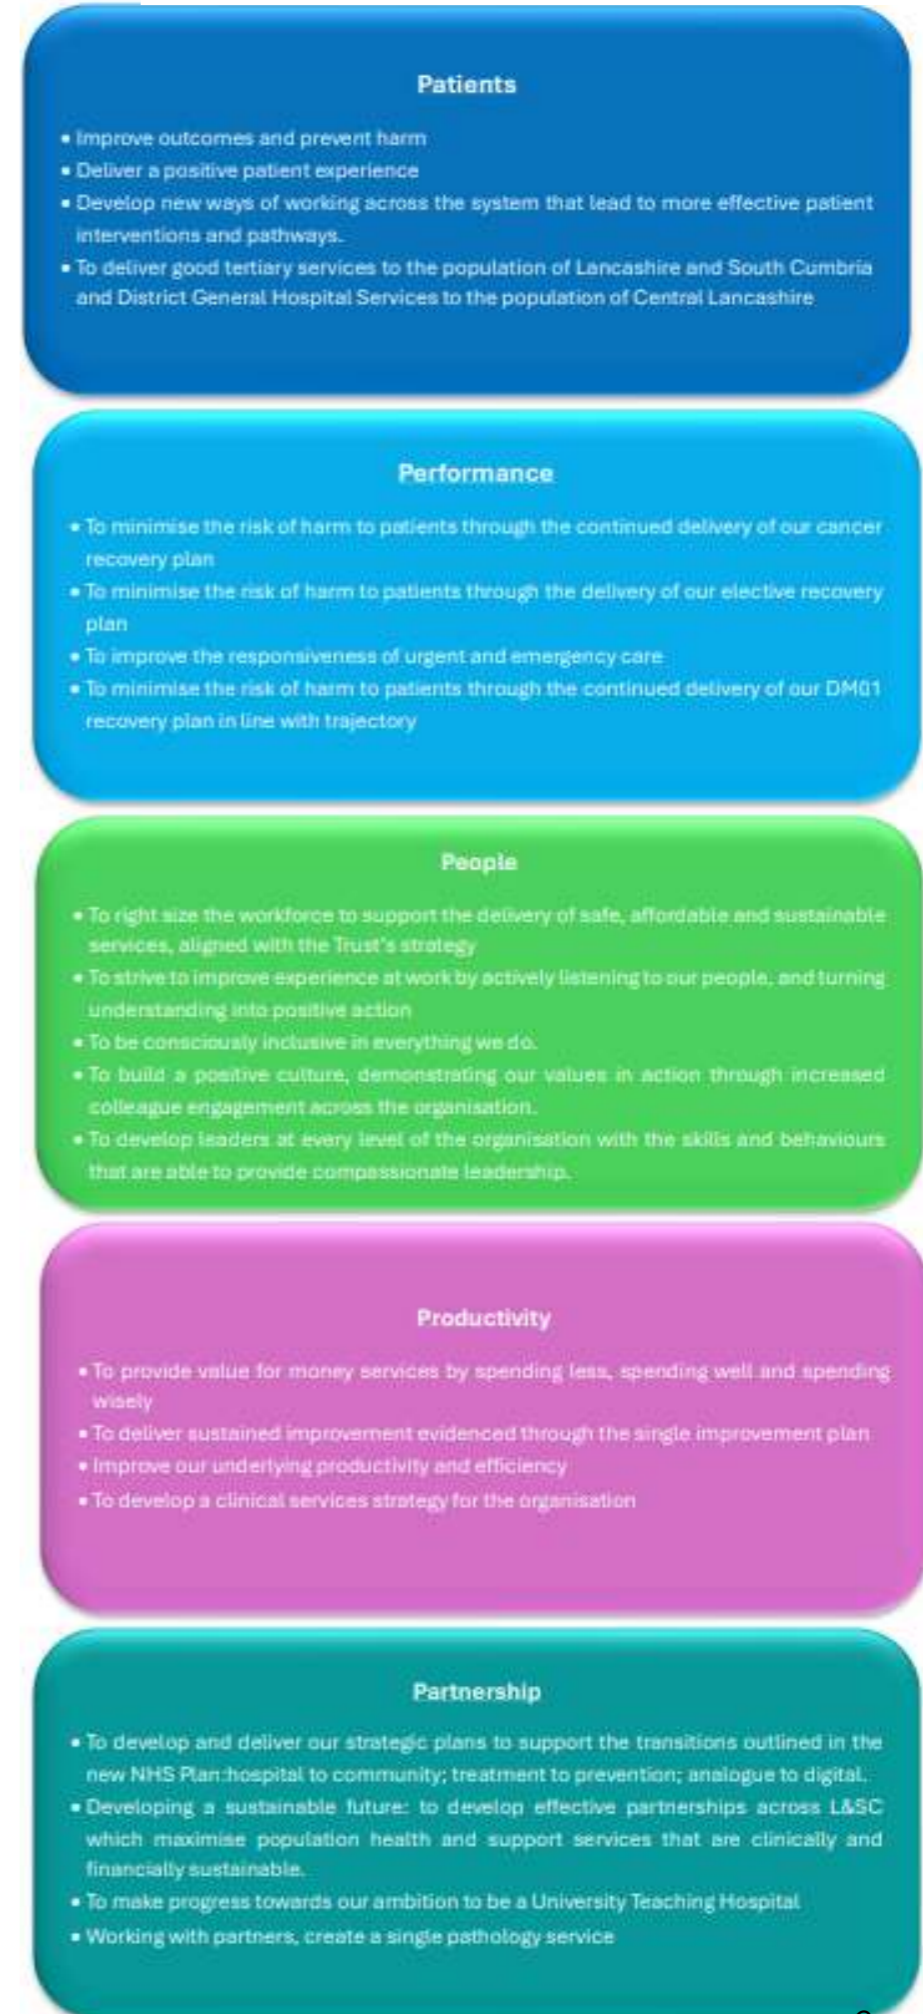 Patients
• Improve outcomes and prevent harm
• Deliver a positive patient experience
• Develop new ways of working across the system that lead to more effective patient
interventions and pathways.
• To deliver good tertiary services to the population of Lancashire and South Cumbria
and District General Hospital Services to the population of Central Lancashire
Performance
• To minimise the risk of harm to patients through the continued delivery of our cancer
recovery plan
• To minimise the risk of harm to patients through the delivery of our elective recovery
plan
• To improve the responsiveness of urgent and emergency care
• To minimise the risk of harm to patients through the continued delivery of our DM01
recovery plan in line with trajectory
People
• To right size the workforce to support the delivery of safe, affordable and sustainable
services, aligned with the Trust's strategy
• To strive to improve experience at work by actively listening to our people, and turning
understanding into positive action
• To be consciously inclusive in everything we do.
• To build a positive culture, demonstrating our values in action through increased
colleague engagement across the organisation.
• To develop leaders at every level of the organisation with the skills and behaviours
that are able to provide compassionate leadership.
Productivity
• To provide value for money services by spending less, spending well and spending
wisely
• To deliver sustained improvement evidenced through the single improvement plan
• Improve our underlying productivity and efficiency
• To develop a clinical services strategy for the organisation
Partnership
• To develop and deliver our strategic plans to support the transitions outlined in the
new NHS Plan:hospital to community; treatment to prevention; analogue to digital.
• Developing a sustainable future: to develop effective partnerships across L&SC
which maximise population health and support services that are clinically and
financially sustainable.
• To make progress towards our ambition to be a University Teaching Hospital
• Working with partners, create a single pathology service